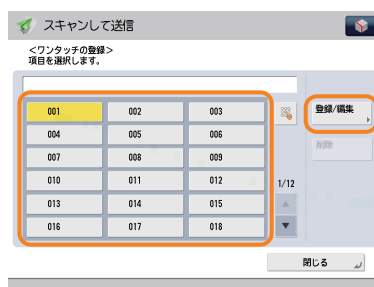 スキャンして送信
<ワンタッチの登録>
項目を選択します。
001 002 003
004 005 006
007 008 009
010 011 012
013 014 015
016 017 018
登録/編集
削除
1/12
閉じる